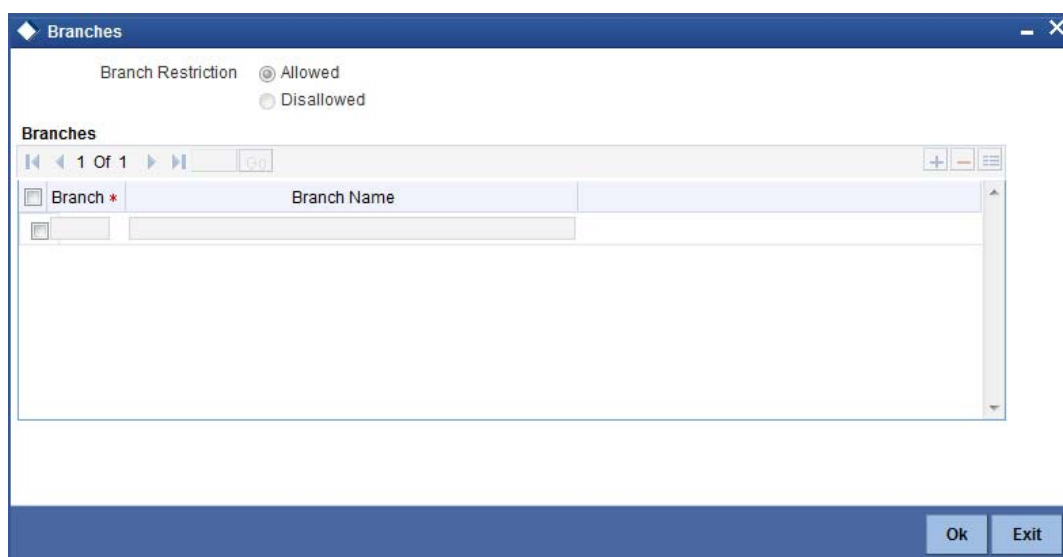 Branches
Branch Restriction
Allowed
Disallowed
Branches
1 Of 1
Go
Branch *
Branch Name
Ok
Exit